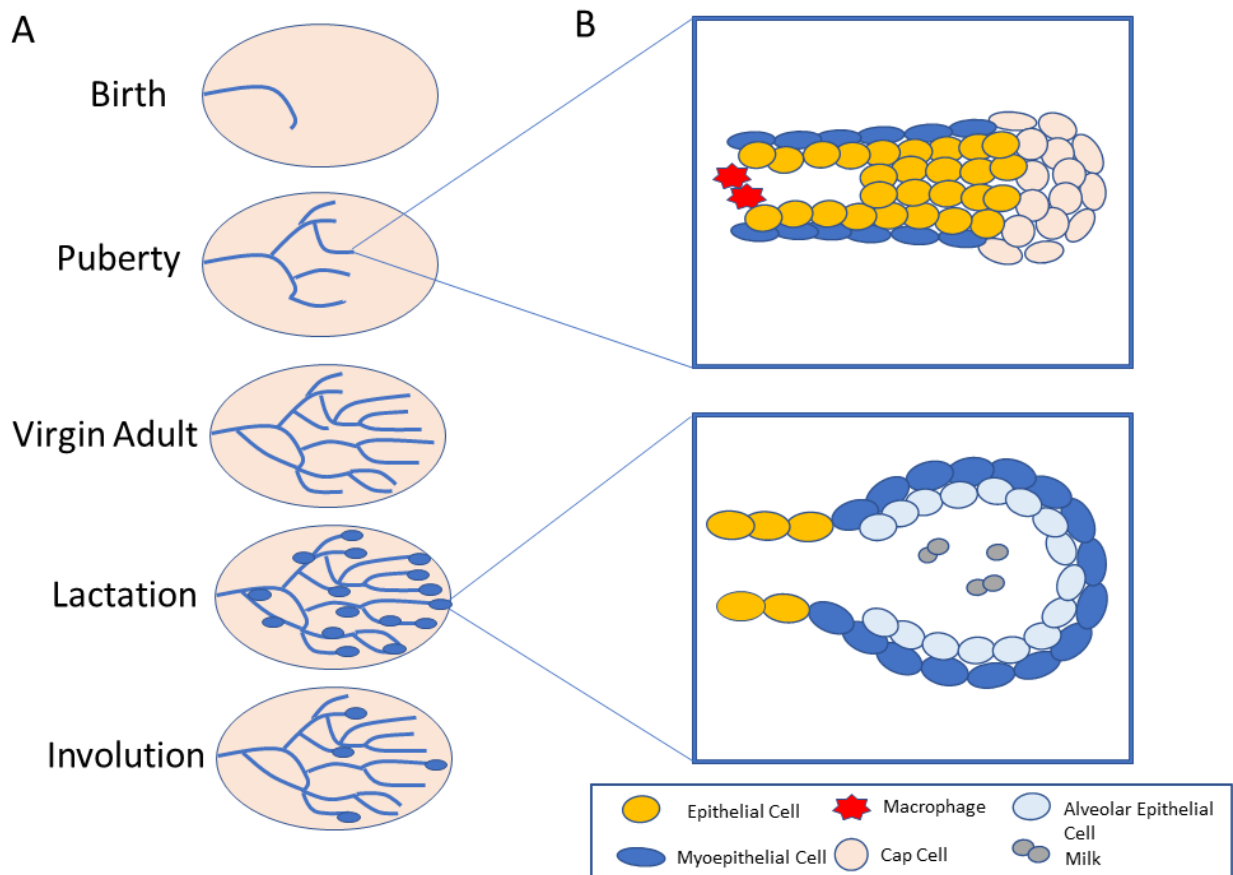 A
B
Birth
Puberty
Virgin Adult
Lactation
Involution
Epithelial Cell
Macrophage
Alveolar Epithelial
Cell
Myoepithelial Cell
Cap Cell
Milk